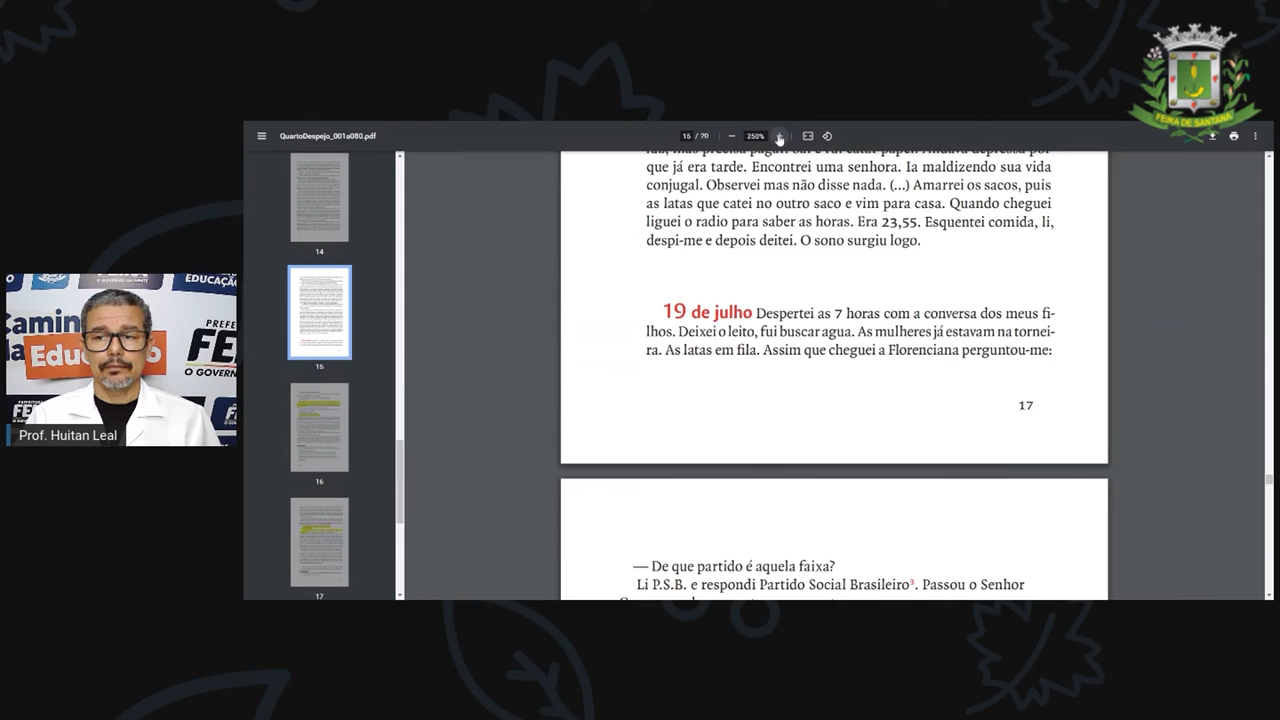 FEIRA DE SANTANA
QuartoDespejo_001a080.pdf
15 / 20
250%
que já era tarde. Encontrei uma senhora. Ia maldizendo sua vida
conjugal. Observei mas não disse nada. (...) Amarrei os sacos, puis
as latas que catei no outro saco e vim para casa. Quando cheguei
liguei o radio para saber as horas. Era 23,55. Esquentei comida, li,
despi-me e depois deitei. O sono surgiu logo.
19 de julho Despertei as 7 horas com a conversa dos meus fi-
lhos. Deixei o leito, fui buscar agua. As mulheres já estavam na tornei-
ra. As latas em fila. Assim que cheguei a Florenciana perguntou-me:
17
— De que partido é aquela faixa?
Li P.S.B. e respondi Partido Social Brasileiro³. Passou o Senhor
14
15
16
17
EDUCAÇÃO
Camin
Edu
PREFE
FE
O GOVERNO
Prof. Huitan Leal